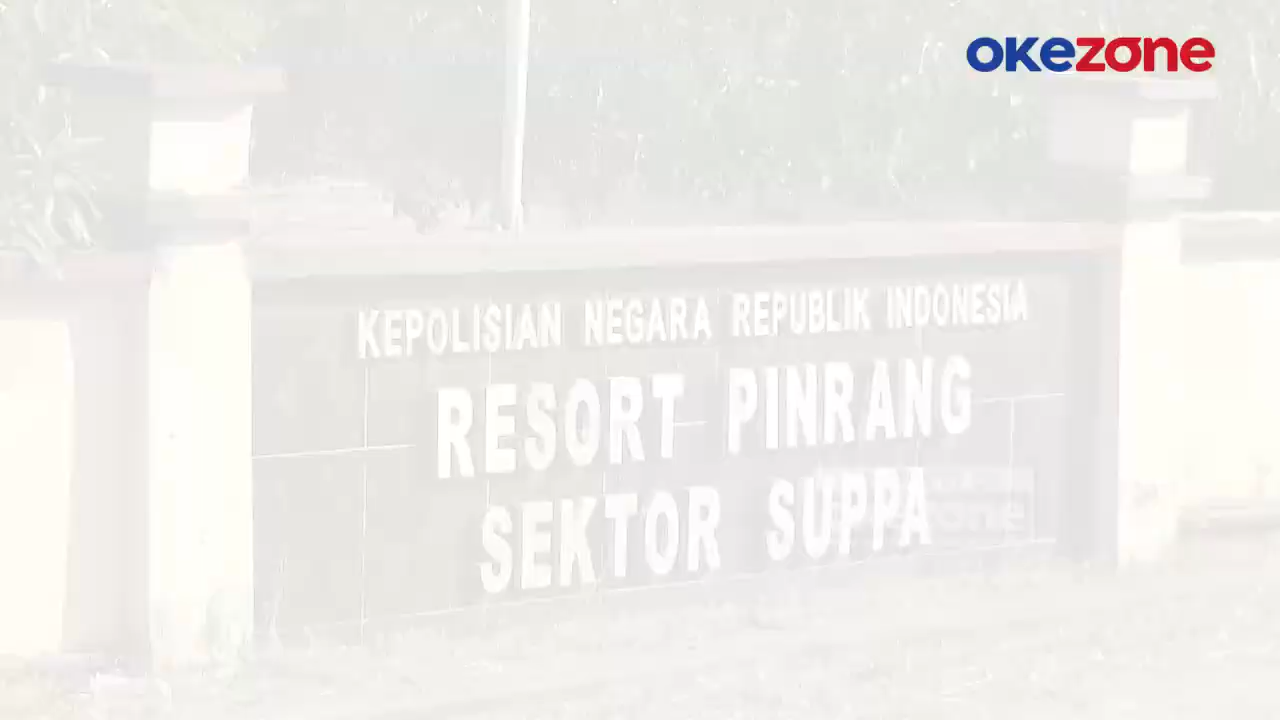 okezone
KEPOLISIAN NEGARA REPUBLIK INDONESIA
RESORT PINRANG
SEKTOR SUPPA